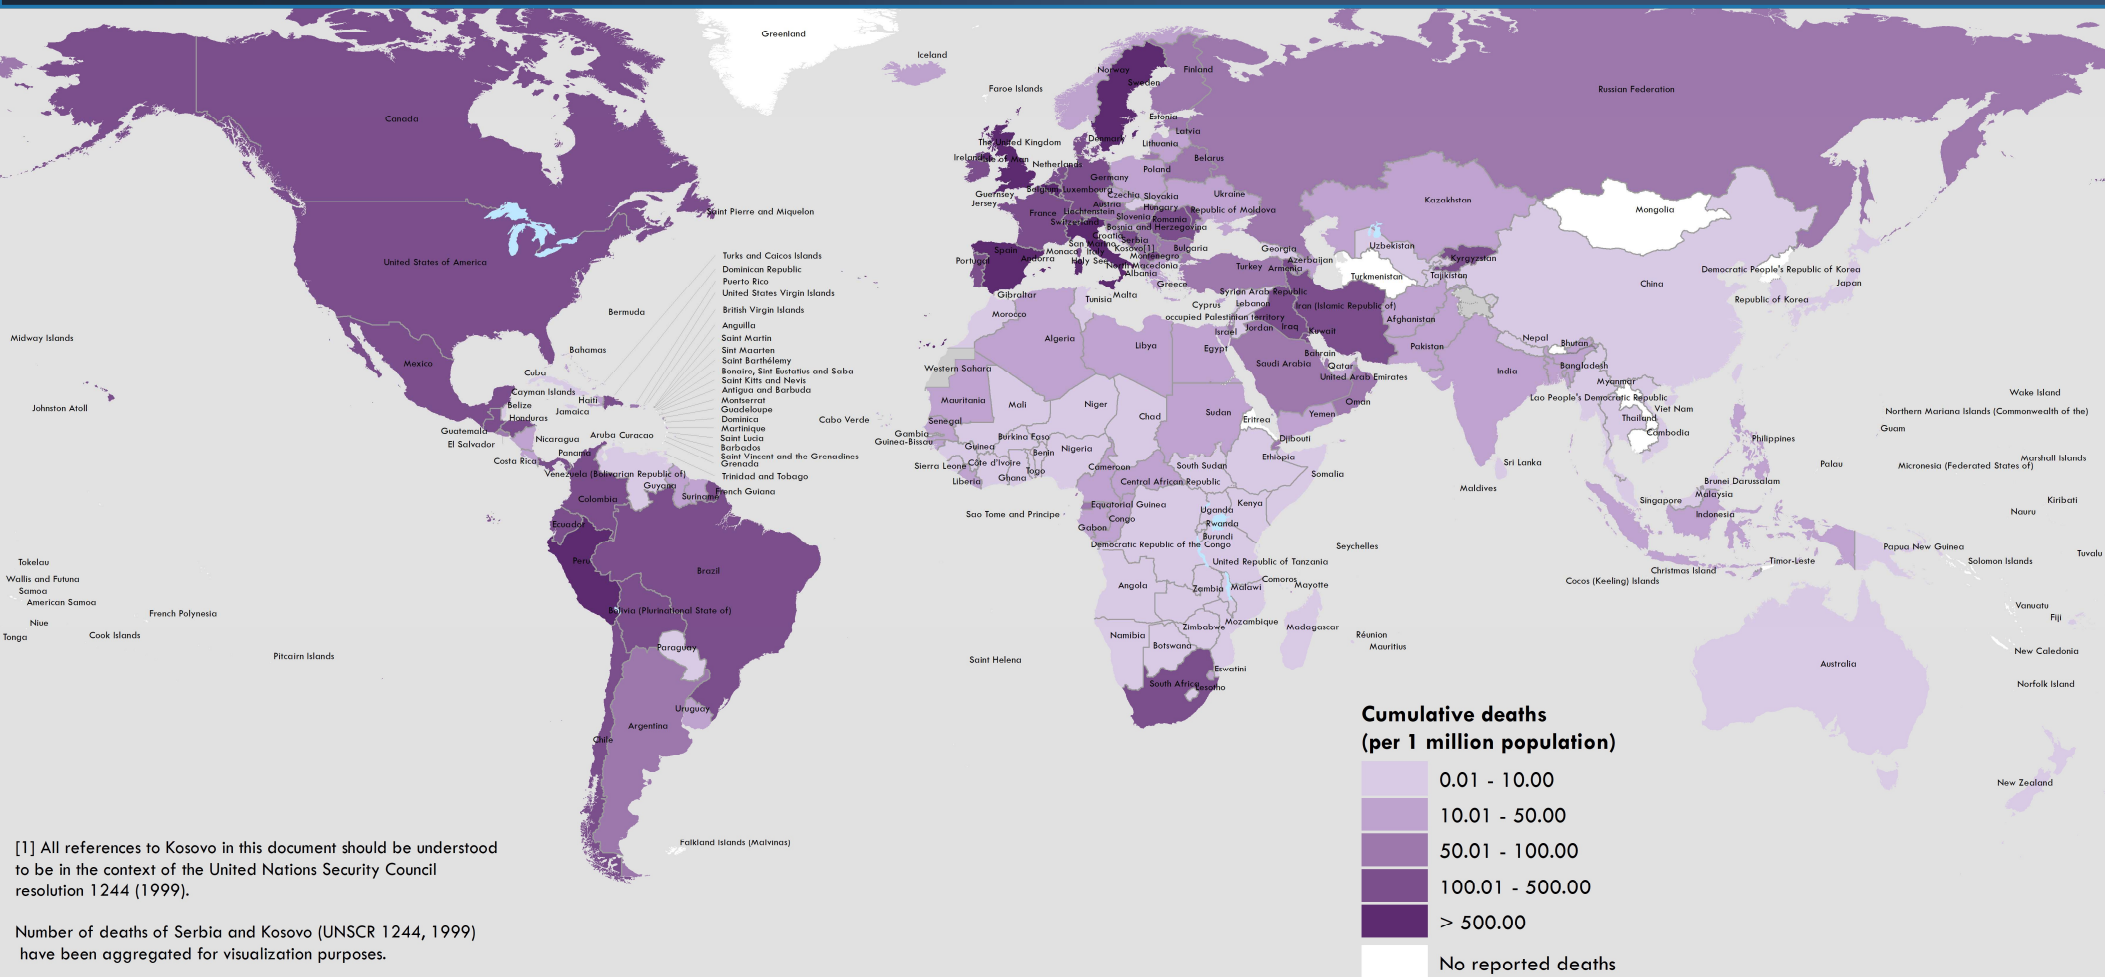 Greenland
Iceland
Norway
Finland
Sweden
Faroe Islands
Russian Federation
Canada
Estonia
Latvia
Denmark
The United Kingdom
Lithuania
Ireland
Isle of Man
Netherlands
Belarus
Poland
Germany
Belgium
Luxembourg
Guernsey
Jersey
Czechia
Slovakia
Ukraine
Austria
Hungary
Kazakhstan
Mongolia
Saint Pierre and Miquelon
France
Liechtenstein
Republic of Moldova
Switzerland
Slovenia
Romania
Bosnia and Herzegovina
Croatia
San Marino
Serbia
Spain
Monaco
Italy
Kosovo[1]
Bulgaria
Georgia
Uzbekistan
Portugal
Andorra
Holy See
Montenegro
North Macedonia
Albania
Turkey
Armenia
Azerbaijan
Kyrgyzstan
Turkmenistan
Tajikistan
Democratic People's Republic of Korea
United States of America
Turks and Caicos Islands
Dominican Republic
Puerto Rico
United States Virgin Islands
British Virgin Islands
Anguilla
Saint Martin
Sint Maarten
Saint Barthélemy
Bonaire, Sint Eustatius and Saba
Saint Kitts and Nevis
Antigua and Barbuda
Montserrat
Guadeloupe
Dominica
Martinique
Saint Lucia
Barbados
Saint Vincent and the Grenadines
Grenada
Trinidad and Tobago
Greece
China
Japan
Republic of Korea
Gibraltar
Tunisia
Malta
Cyprus
Syrian Arab Republic
Lebanon
Iran (Islamic Republic of)
Bermuda
Morocco
occupied Palestinian territory
Israel
Jordan
Iraq
Kuwait
Afghanistan
Midway Islands
Algeria
Libya
Egypt
Pakistan
Nepal
Bhutan
Bahamas
Mexico
Bahrain
Saudi Arabia
Qatar
United Arab Emirates
Western Sahara
India
Bangladesh
Cuba
Cayman Islands
Haiti
Belize
Jamaica
Honduras
Johnston Atoll
Mauritania
Mali
Niger
Chad
Sudan
Eritrea
Yemen
Oman
Myanmar
Lao People's Democratic Republic
Viet Nam
Thailand
Cambodia
Wake Island
Northern Mariana Islands (Commonwealth of the)
Guam
Guatemala
El Salvador
Nicaragua
Aruba
Curacao
Cabo Verde
Senegal
Gambia
Guinea-Bissau
Burkina Faso
Guinea
Benin
Nigeria
Djibouti
Ethiopia
Philippines
Costa Rica
Panama
Venezuela (Bolivarian Republic of)
Guyana
Suriname
French Guiana
Colombia
Sierra Leone
Côte d'Ivoire
Togo
Ghana
Liberia
Cameroon
South Sudan
Central African Republic
Somalia
Sri Lanka
Maldives
Palau
Micronesia (Federated States of)
Marshall Islands
Brunei Darussalam
Malaysia
Singapore
Indonesia
Kiribati
Nauru
Ecuador
Sao Tome and Principe
Equatorial Guinea
Congo
Gabon
Uganda
Kenya
Rwanda
Burundi
Democratic Republic of the Congo
Seychelles
Peru
Brazil
United Republic of Tanzania
Papua New Guinea
Solomon Islands
Tuvalu
Timor-Leste
Christmas Island
Cocos (Keeling) Islands
Tokelau
Wallis and Futuna
Samoa
American Samoa
Niue
Tonga
Cook Islands
French Polynesia
Pitcairn Islands
Bolivia (Plurinational State of)
Angola
Zambia
Malawi
Comoros
Mayotte
Zimbabwe
Mozambique
Madagascar
Réunion
Mauritius
Vanuatu
Fiji
Paraguay
Namibia
Botswana
Saint Helena
New Caledonia
Australia
Norfolk Island
South Africa
Eswatini
Lesotho
Uruguay
Argentina
Chile
New Zealand
Falkland Islands (Malvinas)
Cumulative deaths
(per 1 million population)
0.01 - 10.00
10.01 - 50.00
50.01 - 100.00
100.01 - 500.00
> 500.00
No reported deaths
[1] All references to Kosovo in this document should be understood
to be in the context of the United Nations Security Council
resolution 1244 (1999).
Number of deaths of Serbia and Kosovo (UNSCR 1244, 1999)
have been aggregated for visualization purposes.